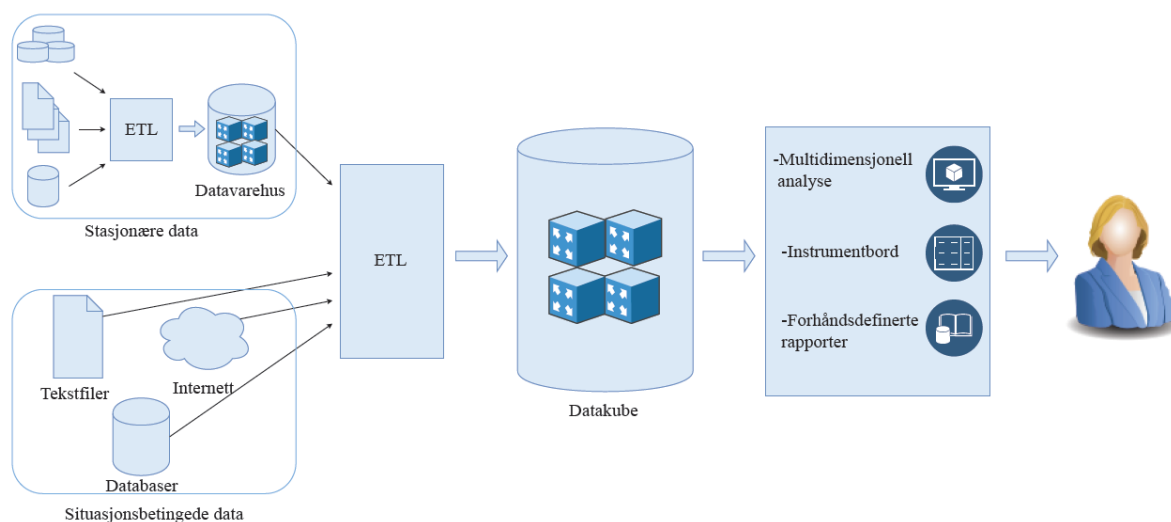 ETL
Datavarehus
Stasjonære data
Tekstfiler
Internett
Databaser
Situasjonsbetingede data
ETL
Datakube
-Multidimensjonell
analyse
-Instrumentbord
-Forhåndsdefinerte
rapporter